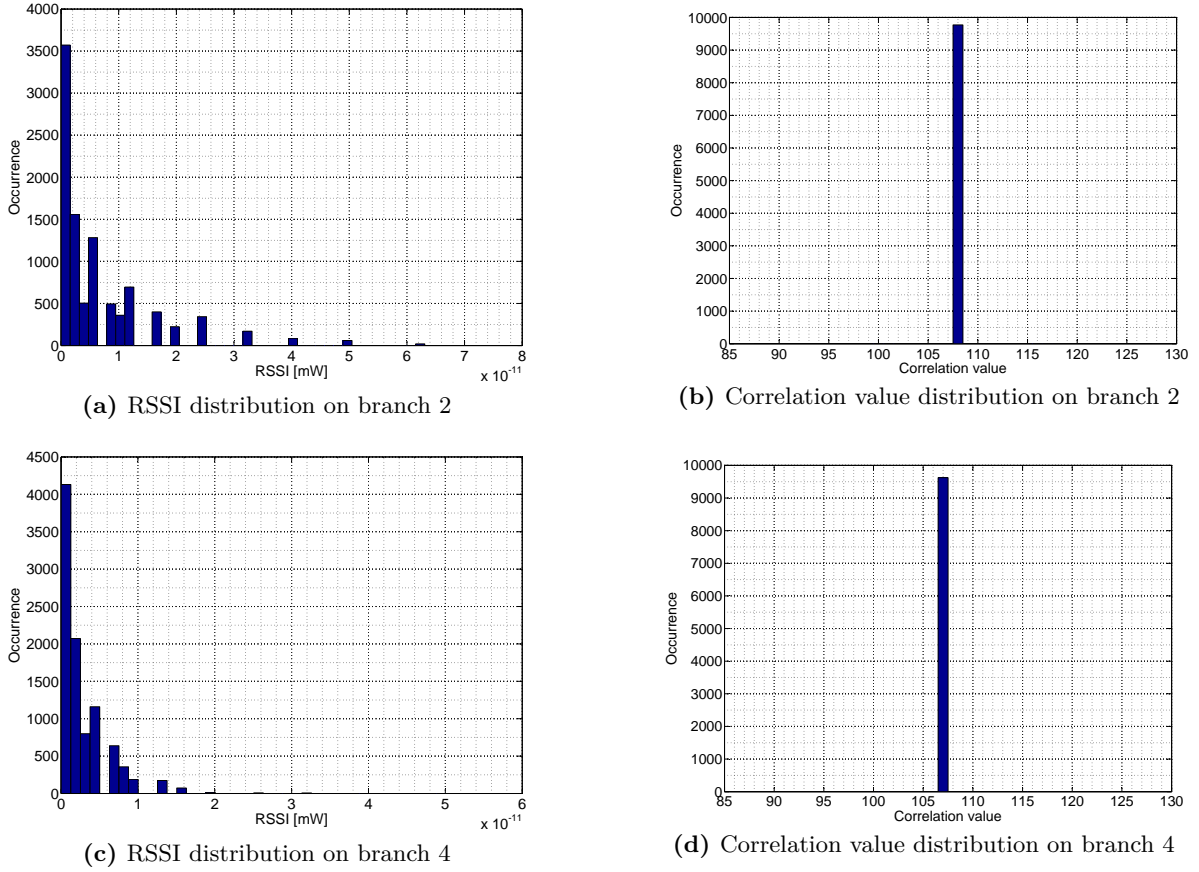 4000
3500
3000
2500
2000
1500
1000
500
0
Occurrence
0 1 2 3 4 5 6 7 8
RSSI [mW]
x 10-11
(a) RSSI distribution on branch 2
10000
9000
8000
7000
6000
5000
4000
3000
2000
1000
0
Occurrence
85 90 95 100 105 110 115 120 125 130
Correlation value
(b) Correlation value distribution on branch 2
4500
4000
3500
3000
2500
2000
1500
1000
500
0
Occurrence
0 1 2 3 4 5 6
RSSI [mW]
x 10-11
(c) RSSI distribution on branch 4
10000
9000
8000
7000
6000
5000
4000
3000
2000
1000
0
Occurrence
85 90 95 100 105 110 115 120 125 130
Correlation value
(d) Correlation value distribution on branch 4